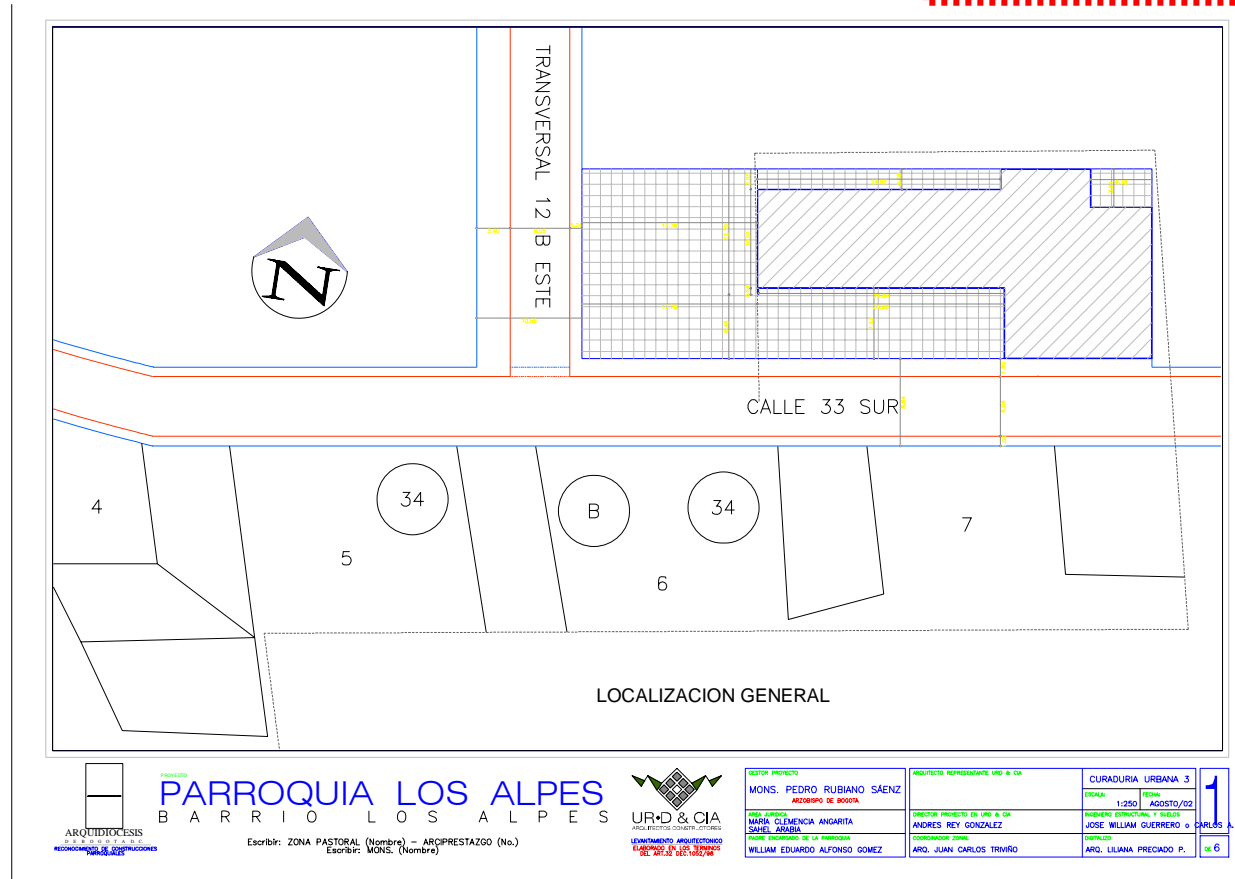 TRANSVERSAL 12 B ESTE
N
CALLE 33 SUR
4
5
34
B
34
6
7
LOCALIZACION GENERAL
ARQUIDIOCESIS
D E B O G O T A D. C.
RECONOCIMIENTO DE CONSTRUCCIONES
PARROQUIALES
PROYECTO
PARROQUIA LOS ALPES
BARRIO LOS ALPES
Escribir: ZONA PASTORAL (Nombre) – ARCIPRESTAZGO (No.)
Escribir: MONS. (Nombre)
UR•D & CIA
ARQUITECTOS CONSTRUCTORES
LEVANTAMIENTO ARQUITECTONICO
ELABORADO EN LOS TERMINOS
DEL ART.32 DEC.1052/98
GESTOR PROYECTO
MONS. PEDRO RUBIANO SÁENZ
ARZOBISPO DE BOGOTA
AREA JURIDICA
MARIA CLEMENCIA ANGARITA
SAHEL ARABIA
PADRE ENCARGADO DE LA PARROQUIA
WILLIAM EDUARDO ALFONSO GOMEZ
ARQUITECTO REPRESENTANTE URD & CIA
DIRECTOR PROYECTO EN URD & CIA
ANDRES REY GONZALEZ
COORDINADOR ZONAL
ARQ. JUAN CARLOS TRIVIÑO
CURADURIA URBANA 3
ESCALA: 1:250
FECHA: AGOSTO/02
INGENIERO ESTRUCTURAL Y SUELOS
JOSE WILLIAM GUERRERO o CARLOS A.
DIGITALIZO
ARQ. LILIANA PRECIADO P.
1
DE 6